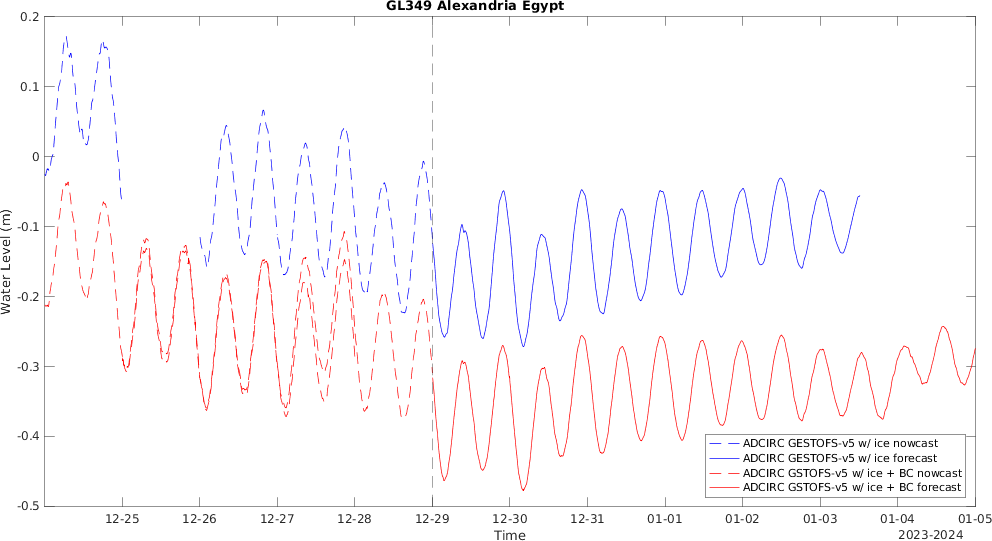 GL349 Alexandria Egypt
0.2
0.1
0
-0.1
-0.2
-0.3
-0.4
-0.5
Water Level (m)
ADCIRC GESTOFS-v5 w/ ice nowcast
ADCIRC GESTOFS-v5 w/ ice forecast
ADCIRC GSTOFS-v5 w/ ice + BC nowcast
ADCIRC GSTOFS-v5 w/ ice + BC forecast
12-25 12-26 12-27 12-28 12-29 12-30 12-31 01-01 01-02 01-03 01-04 01-05
Time
2023-2024